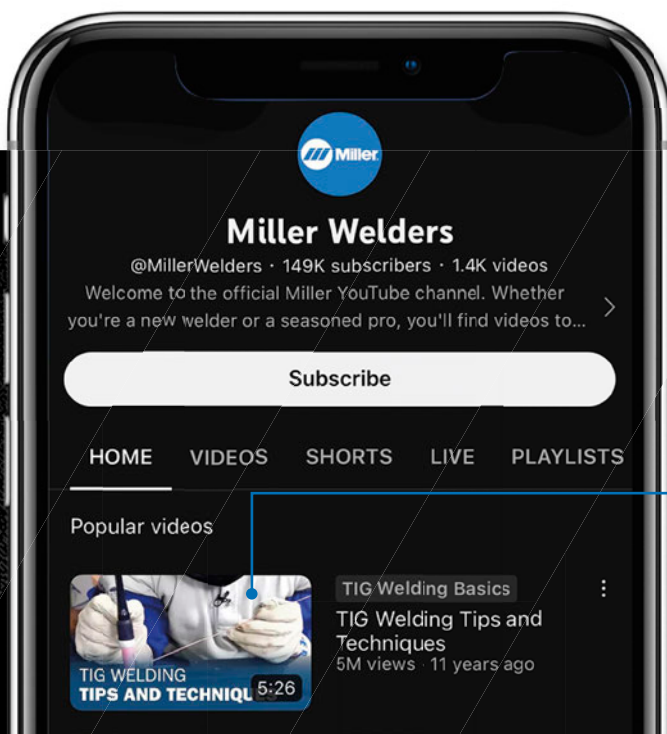 Miller
Miller Welders
@MillerWelders · 149K subscribers · 1.4K videos
Welcome to the official Miller YouTube channel. Whether
you're a new welder or a seasoned pro, you'll find videos to...
Subscribe
HOME VIDEOS SHORTS LIVE PLAYLISTS
Popular videos
TIG WELDING
TIPS AND TECHNIQU
5:26
TIG Welding Basics
TIG Welding Tips and
Techniques
5M views · 11 years ago